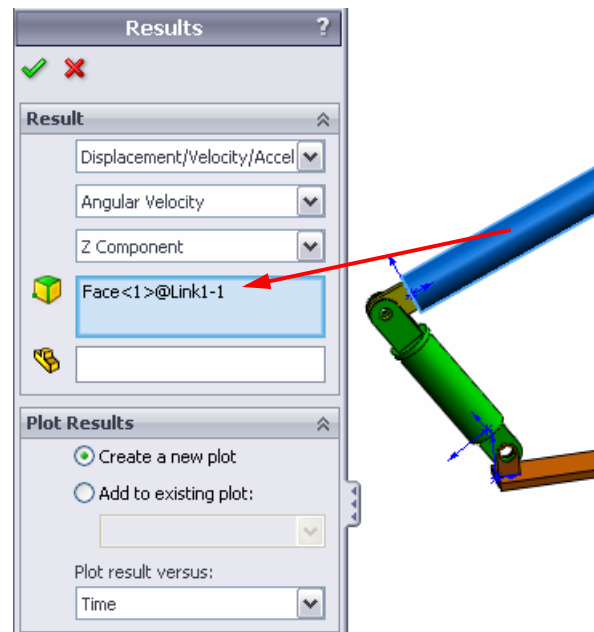 Results ?
Result
Displacement/Velocity/Accel
Angular Velocity
Z Component
Face<1>@Link1-1
Plot Results
Create a new plot
Add to existing plot:
Plot result versus:
Time